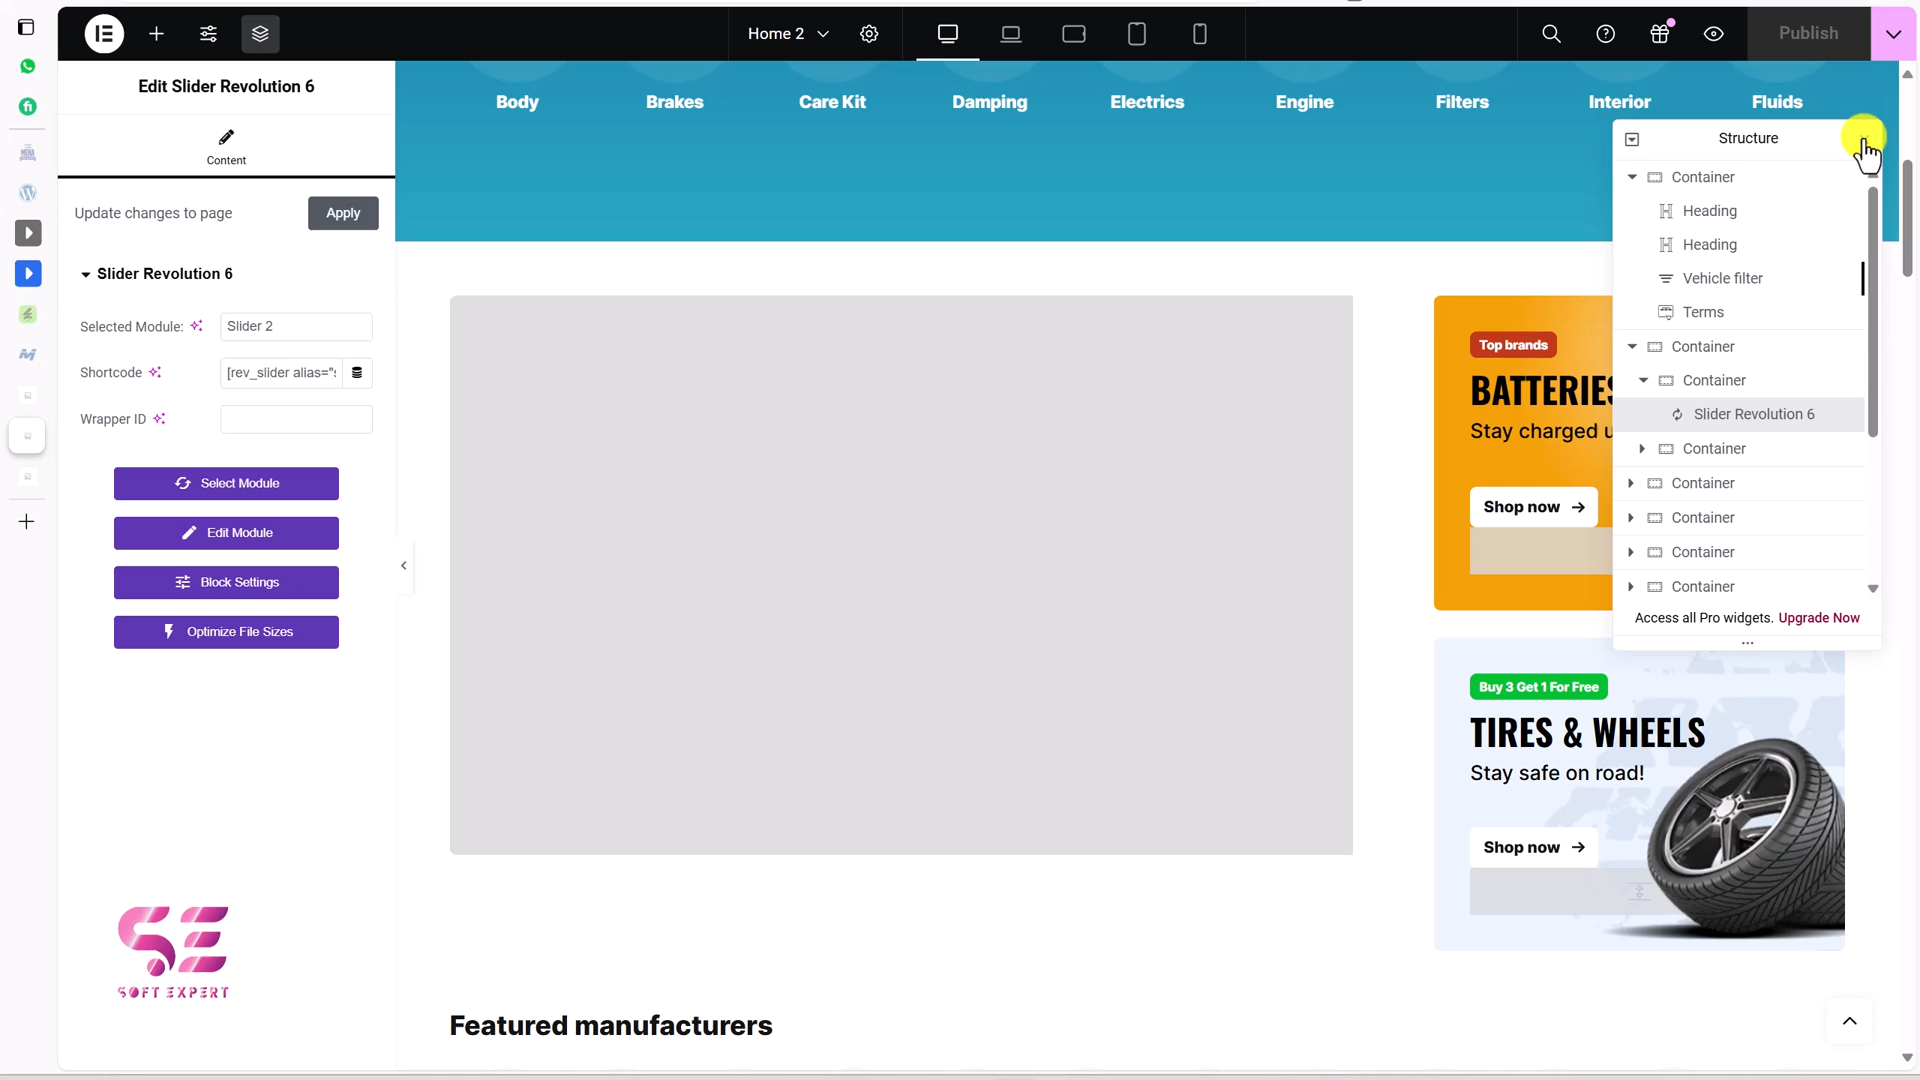 Home 2
Publish
Edit Slider Revolution 6
Content
Update changes to page
Apply
Slider Revolution 6
Selected Module:
Slider 2
Shortcode
[rev_slider alias="s
Wrapper ID
Select Module
Edit Module
Block Settings
Optimize File Sizes
SE
SOFT EXPERT
Body
Brakes
Care Kit
Damping
Electrics
Engine
Filters
Interior
Fluids
Top brands
BATTERIES
Stay charged u
Shop now
Buy 3 Get 1 For Free
TIRES & WHEELS
Stay safe on road!
Shop now
Featured manufacturers
Structure
Container
Heading
Heading
Vehicle filter
Terms
Container
Container
Slider Revolution 6
Container
Container
Container
Container
Container
Access all Pro widgets. Upgrade Now